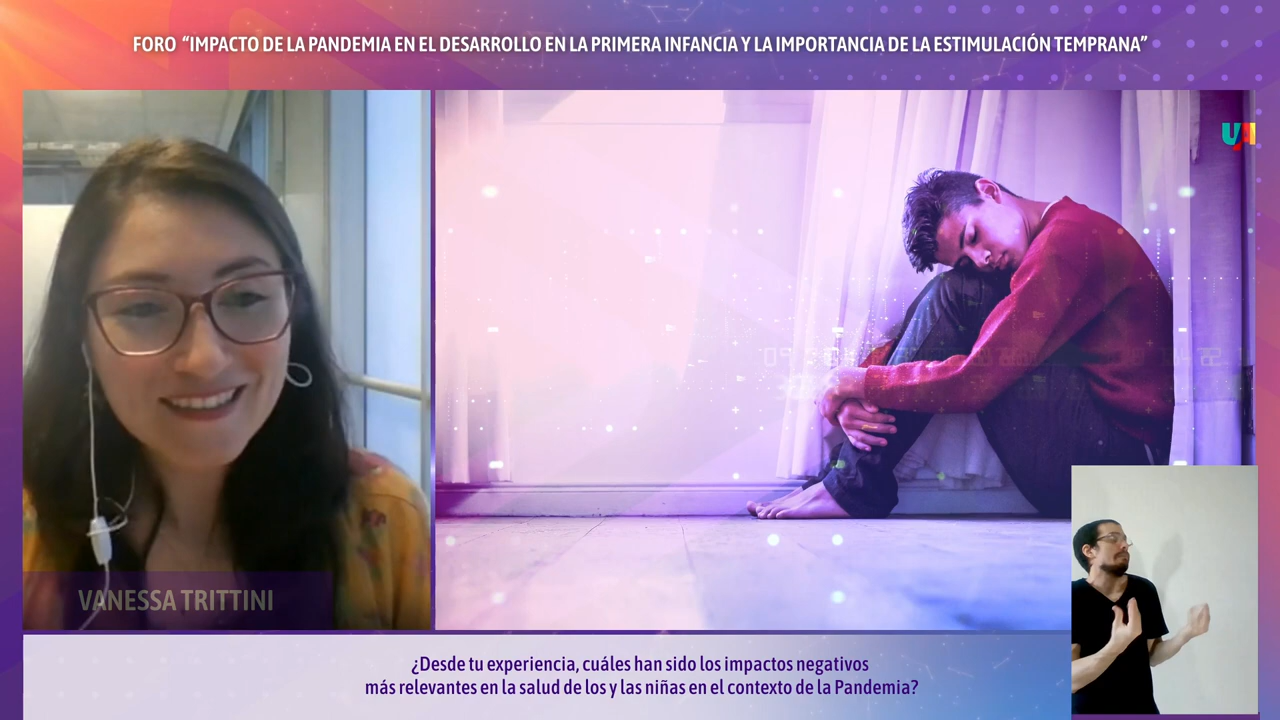 FORO “IMPACTO DE LA PANDEMIA EN EL DESARROLLO EN LA PRIMERA INFANCIA Y LA IMPORTANCIA DE LA ESTIMULACIÓN TEMPRANA”
UA
VANESSA TRITTINI
¿Desde tu experiencia, cuáles han sido los impactos negativos
más relevantes en la salud de los y las niñas en el contexto de la Pandemia?